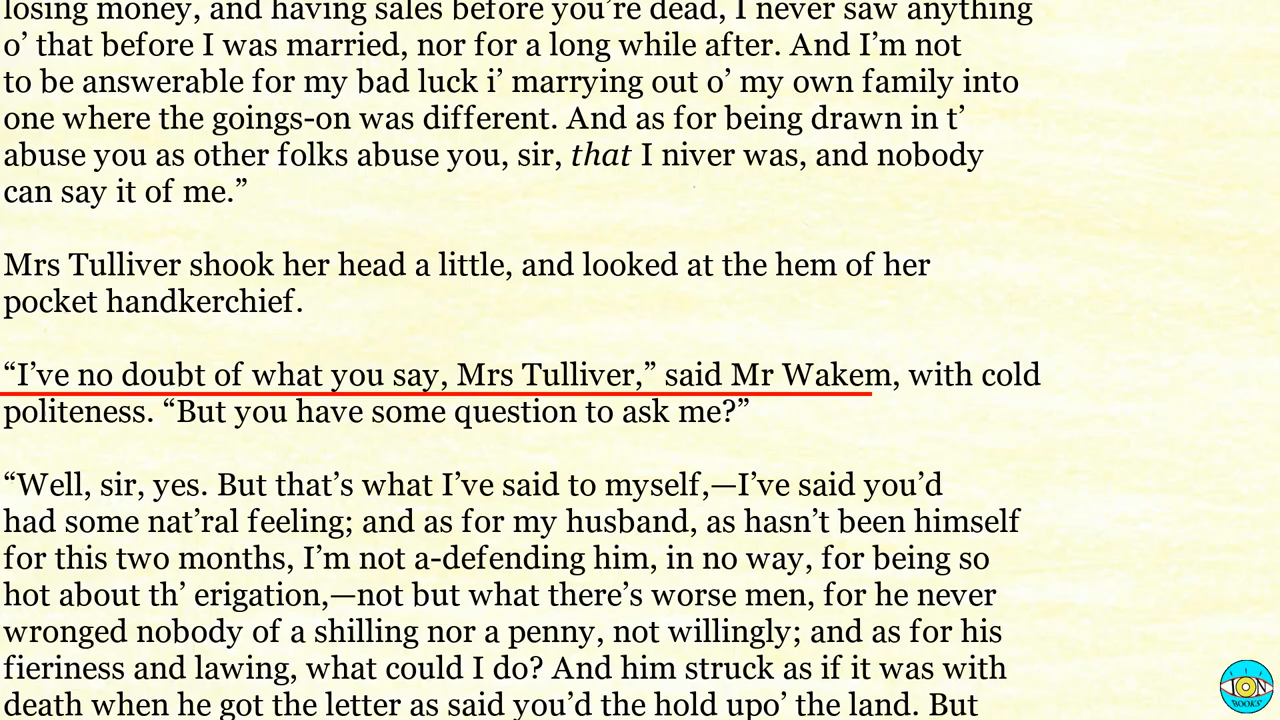 losing money, and having sales before you’re dead, I never saw anything
o’ that before I was married, nor for a long while after. And I’m not
to be answerable for my bad luck i’ marrying out o’ my own family into
one where the goings-on was different. And as for being drawn in t’
abuse you as other folks abuse you, sir, that I niver was, and nobody
can say it of me.”
Mrs Tulliver shook her head a little, and looked at the hem of her
pocket handkerchief.
“I’ve no doubt of what you say, Mrs Tulliver,” said Mr Wakem, with cold
politeness. “But you have some question to ask me?”
“Well, sir, yes. But that’s what I’ve said to myself,—I’ve said you’d
had some nat’ral feeling; and as for my husband, as hasn’t been himself
for this two months, I’m not a-defending him, in no way, for being so
hot about th’ erigation,—not but what there’s worse men, for he never
wronged nobody of a shilling nor a penny, not willingly; and as for his
fieriness and lawing, what could I do? And him struck as if it was with
death when he got the letter as said you’d the hold upo’ the land. But
ION
BOOKS